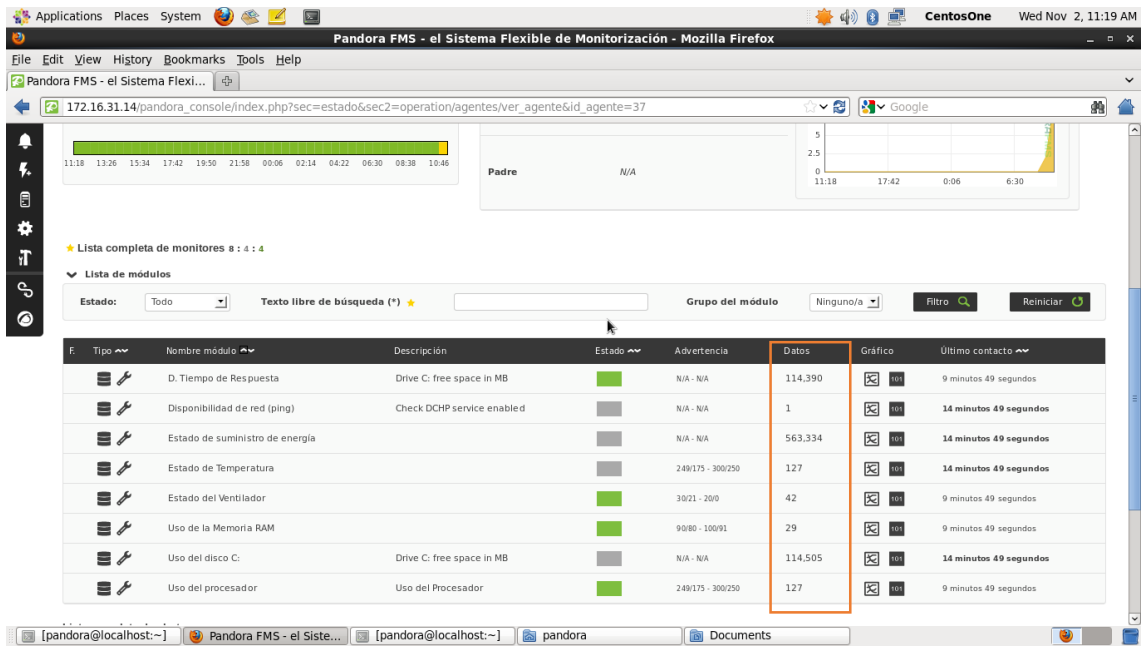 Applications Places System CentosOne Wed Nov 2, 11:19 AM
Pandora FMS - el Sistema Flexible de Monitorización - Mozilla Firefox
File Edit View History Bookmarks Tools Help
Pandora FMS - el Sistema Flexi...
172.16.31.14/pandora_console/index.php?sec=estado&sec2=operation/agentes/ver_agente&id_agente=37 Google
5
2.5
0
11:18 13:26 15:34 17:42 19:50 21:58 00:06 02:14 04:22 06:30 08:38 10:46
Padre N/A
11:18 17:42 0:06 6:30
Lista completa de monitores 8 : 4 : 4
Lista de módulos
Estado: Todo Texto libre de búsqueda (*) Grupo del módulo Ninguno/a Filtro Reiniciar
F. Tipo Nombre módulo Descripción Estado Advertencia Datos Gráfico Último contacto
D. Tiempo de Respuesta Drive C: free space in MB N/A - N/A 114,390 101 9 minutos 49 segundos
Disponibilidad de red (ping) Check DCHP service enabled N/A - N/A 1 101 14 minutos 49 segundos
Estado de suministro de energía N/A - N/A 563,334 101 14 minutos 49 segundos
Estado de Temperatura 249/175 - 300/250 127 101 14 minutos 49 segundos
Estado del Ventilador 30/21 - 20/0 42 101 9 minutos 49 segundos
Uso de la Memoria RAM 90/80 - 100/91 29 101 9 minutos 49 segundos
Uso del disco C: Drive C: free space in MB N/A - N/A 114,505 101 14 minutos 49 segundos
Uso del procesador Uso del Procesador 249/175 - 300/250 127 101 9 minutos 49 segundos
[pandora@localhost:~] Pandora FMS - el Siste... [pandora@localhost:~] pandora Documents